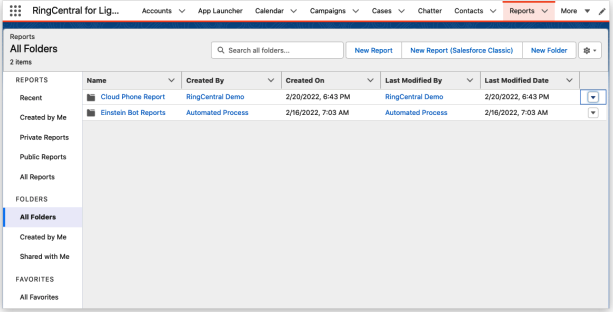 RingCentral for Lig... Accounts App Launcher Calendar Campaigns Cases Chatter Contacts Reports More
Reports
All Folders
2 items
Search all folders...
New Report New Report (Salesforce Classic) New Folder
REPORTS
Recent
Created by Me
Private Reports
Public Reports
All Reports
FOLDERS
All Folders
Created by Me
Shared with Me
FAVORITES
All Favorites
Name Created By Created On Last Modified By Last Modified Date
Cloud Phone Report RingCentral Demo 2/20/2022, 6:43 PM RingCentral Demo 2/20/2022, 6:43 PM
Einstein Bot Reports Automated Process 2/16/2022, 7:03 AM Automated Process 2/16/2022, 7:03 AM